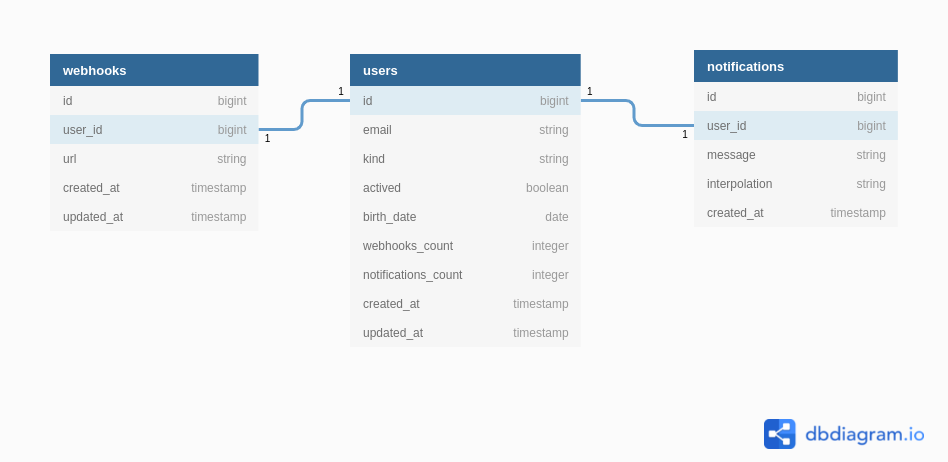 webhooks
id bigint
user_id bigint
url string
created_at timestamp
updated_at timestamp
1
1
users
id bigint
email string
kind string
actived boolean
birth_date date
webhooks_count integer
notifications_count integer
created_at timestamp
updated_at timestamp
1
1
notifications
id bigint
user_id bigint
message string
interpolation string
created_at timestamp
dbdiagram.io